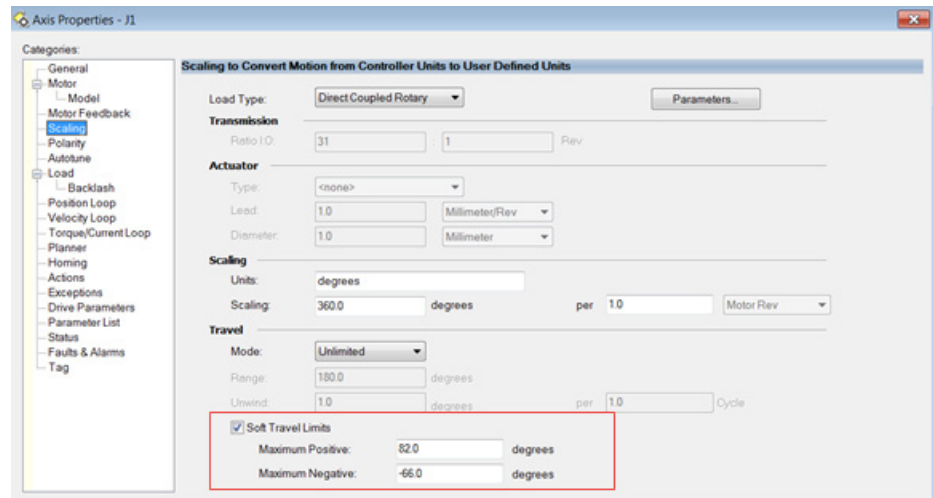 Axis Properties - J1
Categories:
General
Motor
Model
Motor Feedback
Scaling
Polarity
Autotune
Load
Backlash
Position Loop
Velocity Loop
Torque/Current Loop
Planner
Homing
Actions
Exceptions
Drive Parameters
Parameter List
Status
Faults & Alarms
Tag
Scaling to Convert Motion from Controller Units to User Defined Units
Load Type: Direct Coupled Rotary Parameters...
Transmission
Ratio I:O: 31 : 1 Rev
Actuator
Type: <none>
Lead: 1.0 Millimeter/Rev
Diameter: 1.0 Millimeter
Scaling
Units: degrees
Scaling: 360.0 degrees per 1.0 Motor Rev
Travel
Mode: Unlimited
Range: 180.0 degrees
Unwind: 1.0 degrees per 1.0 Cycle
Soft Travel Limits
Maximum Positive: 82.0 degrees
Maximum Negative: -66.0 degrees